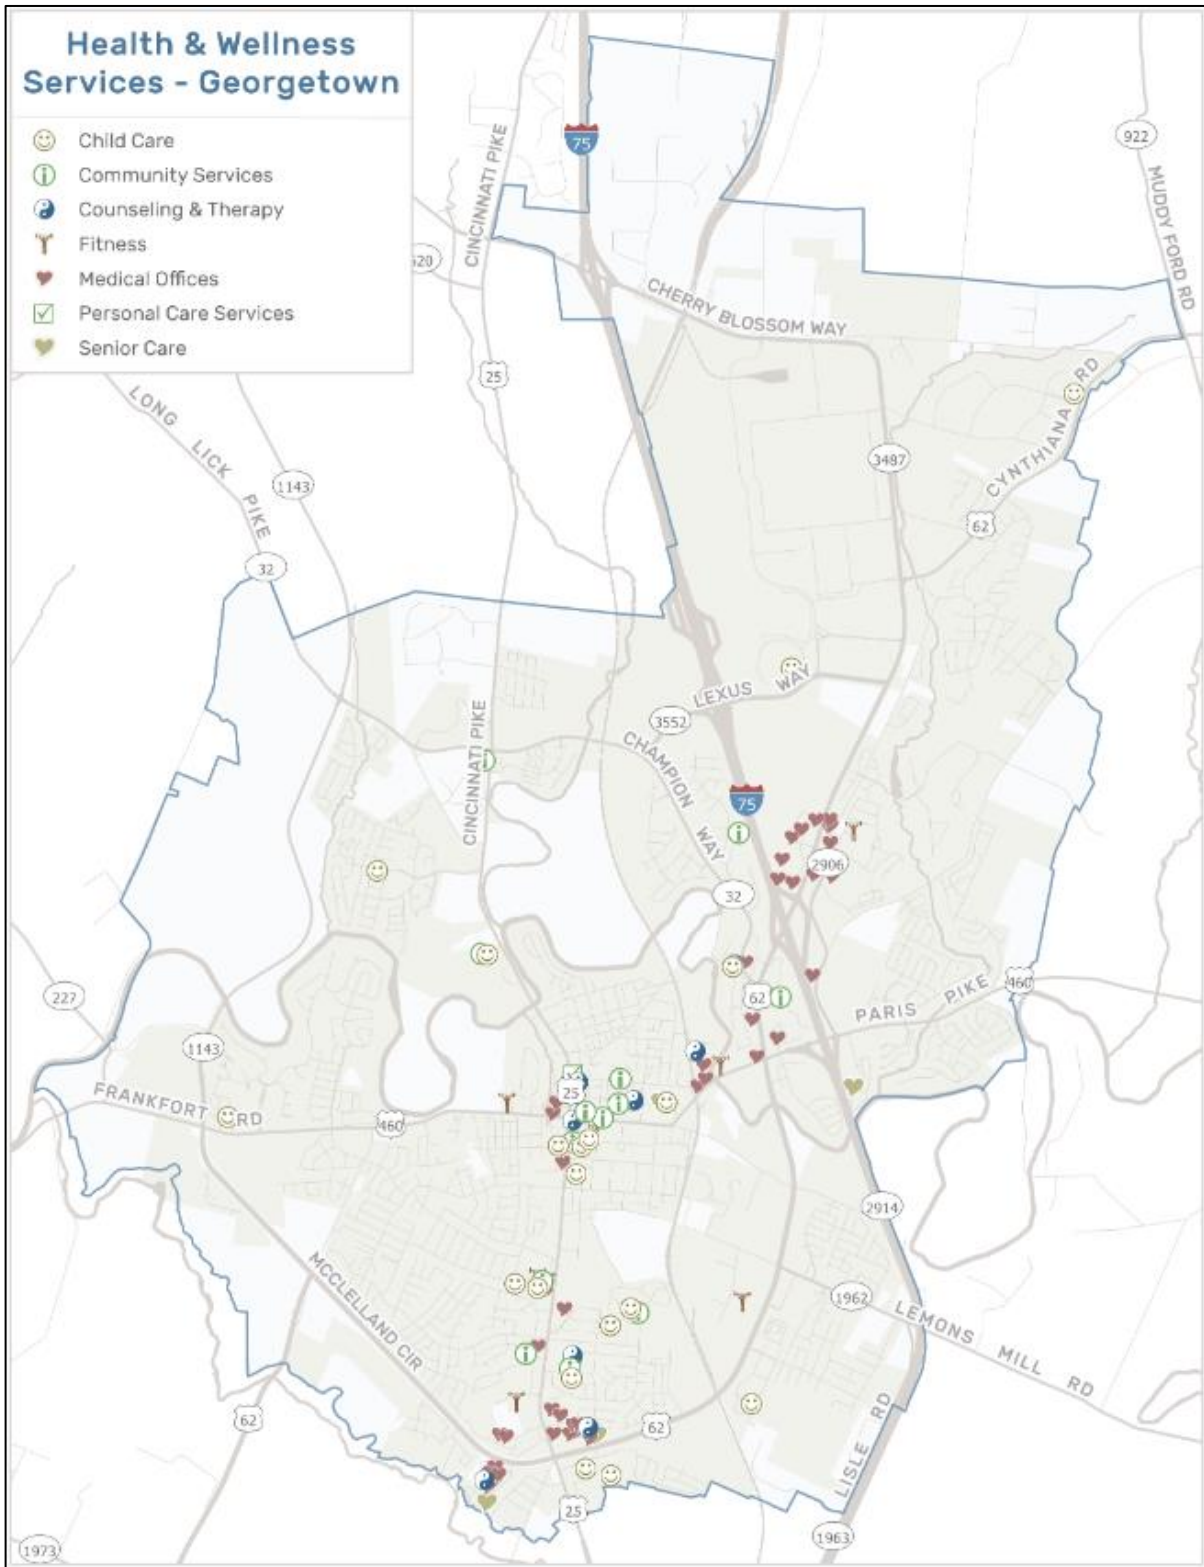 Health & Wellness
Services - Georgetown
Child Care
Community Services
Counseling & Therapy
Fitness
Medical Offices
Personal Care Services
Senior Care
CINCINNATI PIKE
75
922
MUDDY FORD RD
620
CHERRY BLOSSOM WAY
25
CYNTHIANA RD
LONG LICK PIKE
3487
1143
62
32
LEXUS WAY
3552
CINCINNATI PIKE
CHAMPION WAY
75
2906
32
62
460
PARIS PIKE
227
1143
25
FRANKFORT RD
460
2914
MCCLELLAND CIR
1962
LEMONS MILL RD
62
62
LISLE RD
25
1963
1973